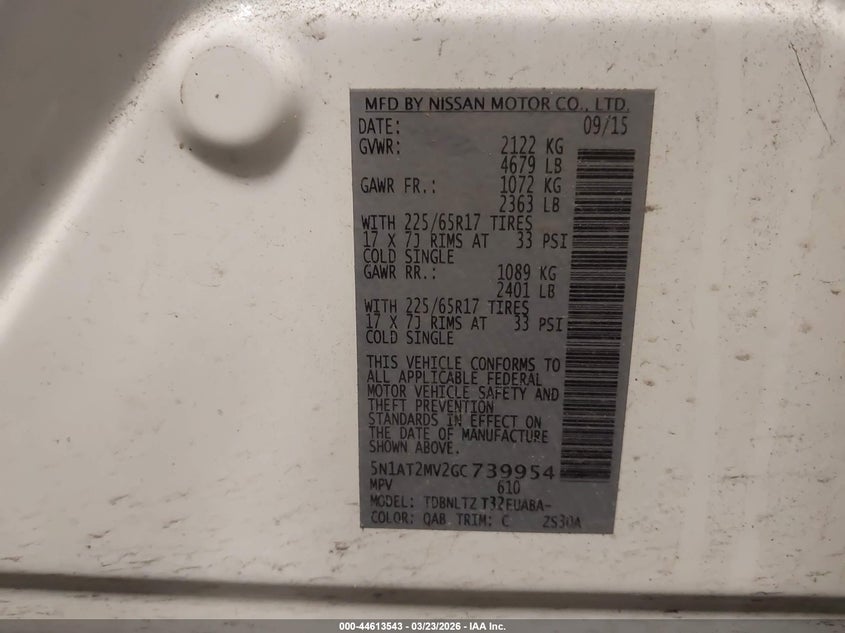 MFD BY NISSAN MOTOR CO., LTD.
DATE: 09/15
GVWR: 2122 KG
4679 LB
GAWR FR.: 1072 KG
2363 LB
WITH 225/65R17 TIRES
17 X 7J RIMS AT 33 PSI
COLD SINGLE
GAWR RR.: 1089 KG
2401 LB
WITH 225/65R17 TIRES
17 X 7J RIMS AT 33 PSI
COLD SINGLE
THIS VEHICLE CONFORMS TO
ALL APPLICABLE FEDERAL
MOTOR VEHICLE SAFETY AND
THEFT PREVENTION
STANDARDS IN EFFECT ON
THE DATE OF MANUFACTURE
SHOWN ABOVE.
5N1AT2MV2GC739954
MPV 610
MODEL: TDBNLTZ T32EUABA-
COLOR: QAB TRIM: C ZS30A
000-44613543 - 03/23/2026 - IAA Inc.